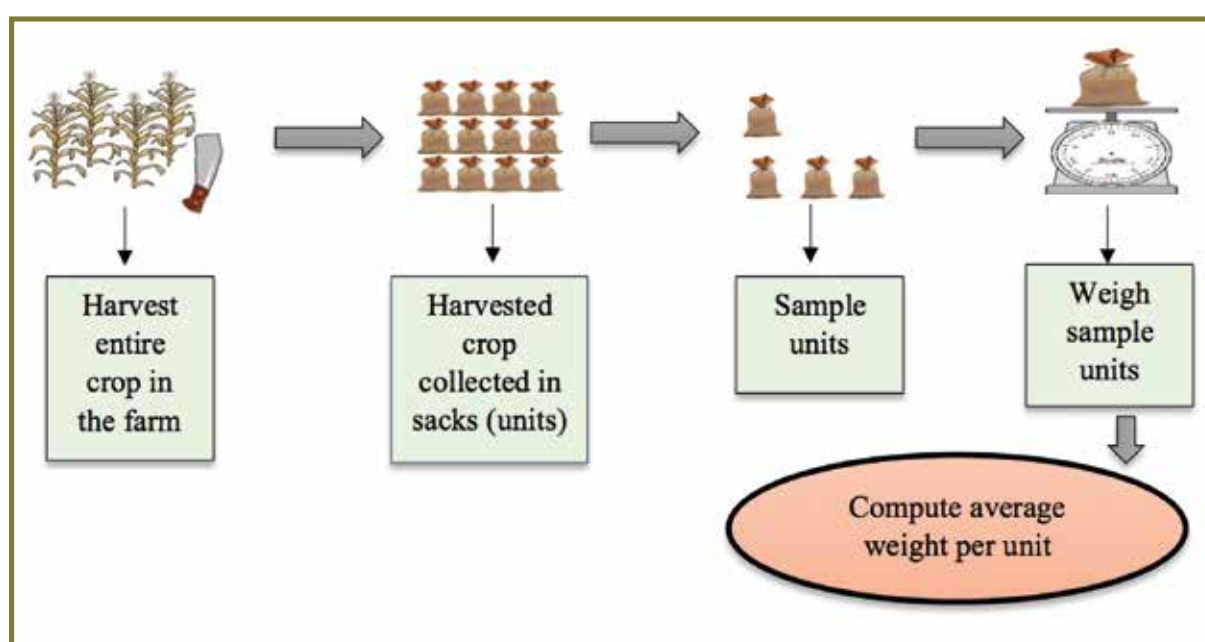 Harvest
entire
crop in
the farm
Harvested
crop
collected in
sacks (units)
Sample
units
Weigh
sample
units
Compute average
weight per unit